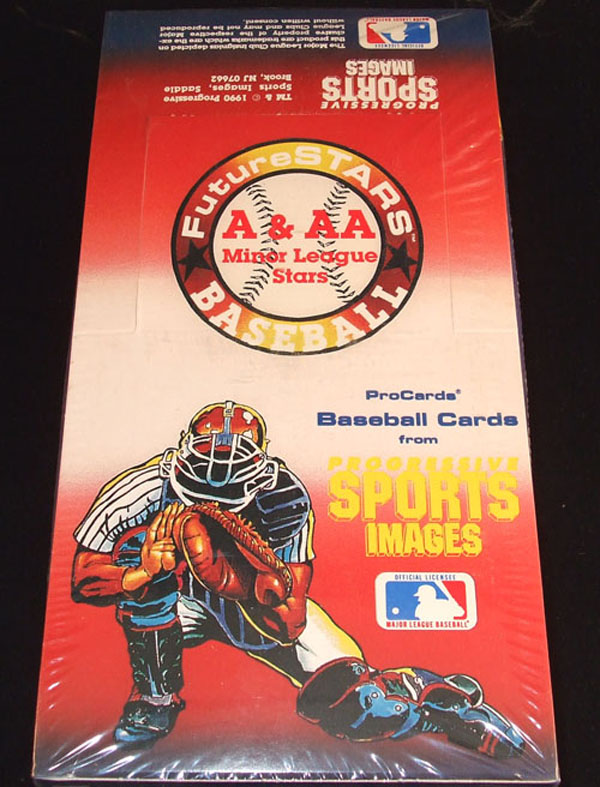 The Major League Club insignias depicted on
this product are trademarks which are the ex-
clusive property of the respective Major
League Clubs and may not be reproduced
without written consent.
PROGRESSIVE
SPORTS
IMAGES
TM & © 1990 Progressive
Sports Images, Saddle
Brook, NJ 07662
FutureSTARS™
A & AA
Minor League
Stars
BASEBALL
ProCards®
Baseball Cards
from
PROGRESSIVE
SPORTS
IMAGES
OFFICIAL LICENSEE
MAJOR LEAGUE BASEBALL